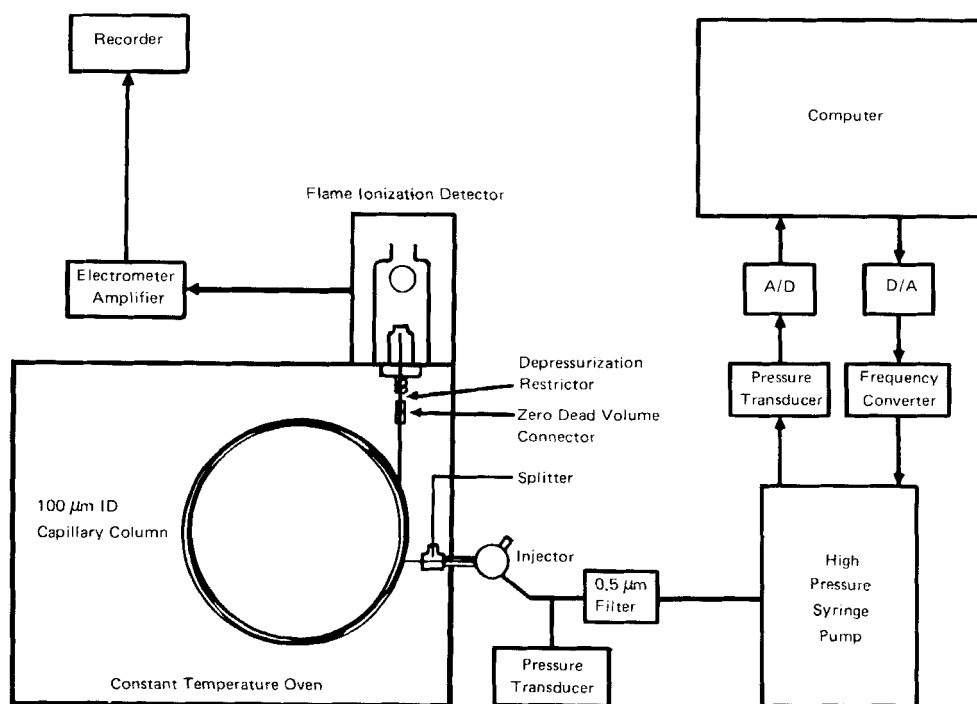 Recorder
Computer
Flame Ionization Detector
Electrometer
Amplifier
A/D
D/A
Depressurization
Restrictor
Pressure
Transducer
Frequency
Converter
Zero Dead Volume
Connector
Splitter
100 μm ID
Capillary Column
Injector
0.5 μm
Filter
High
Pressure
Syringe
Pump
Pressure
Transducer
Constant Temperature Oven